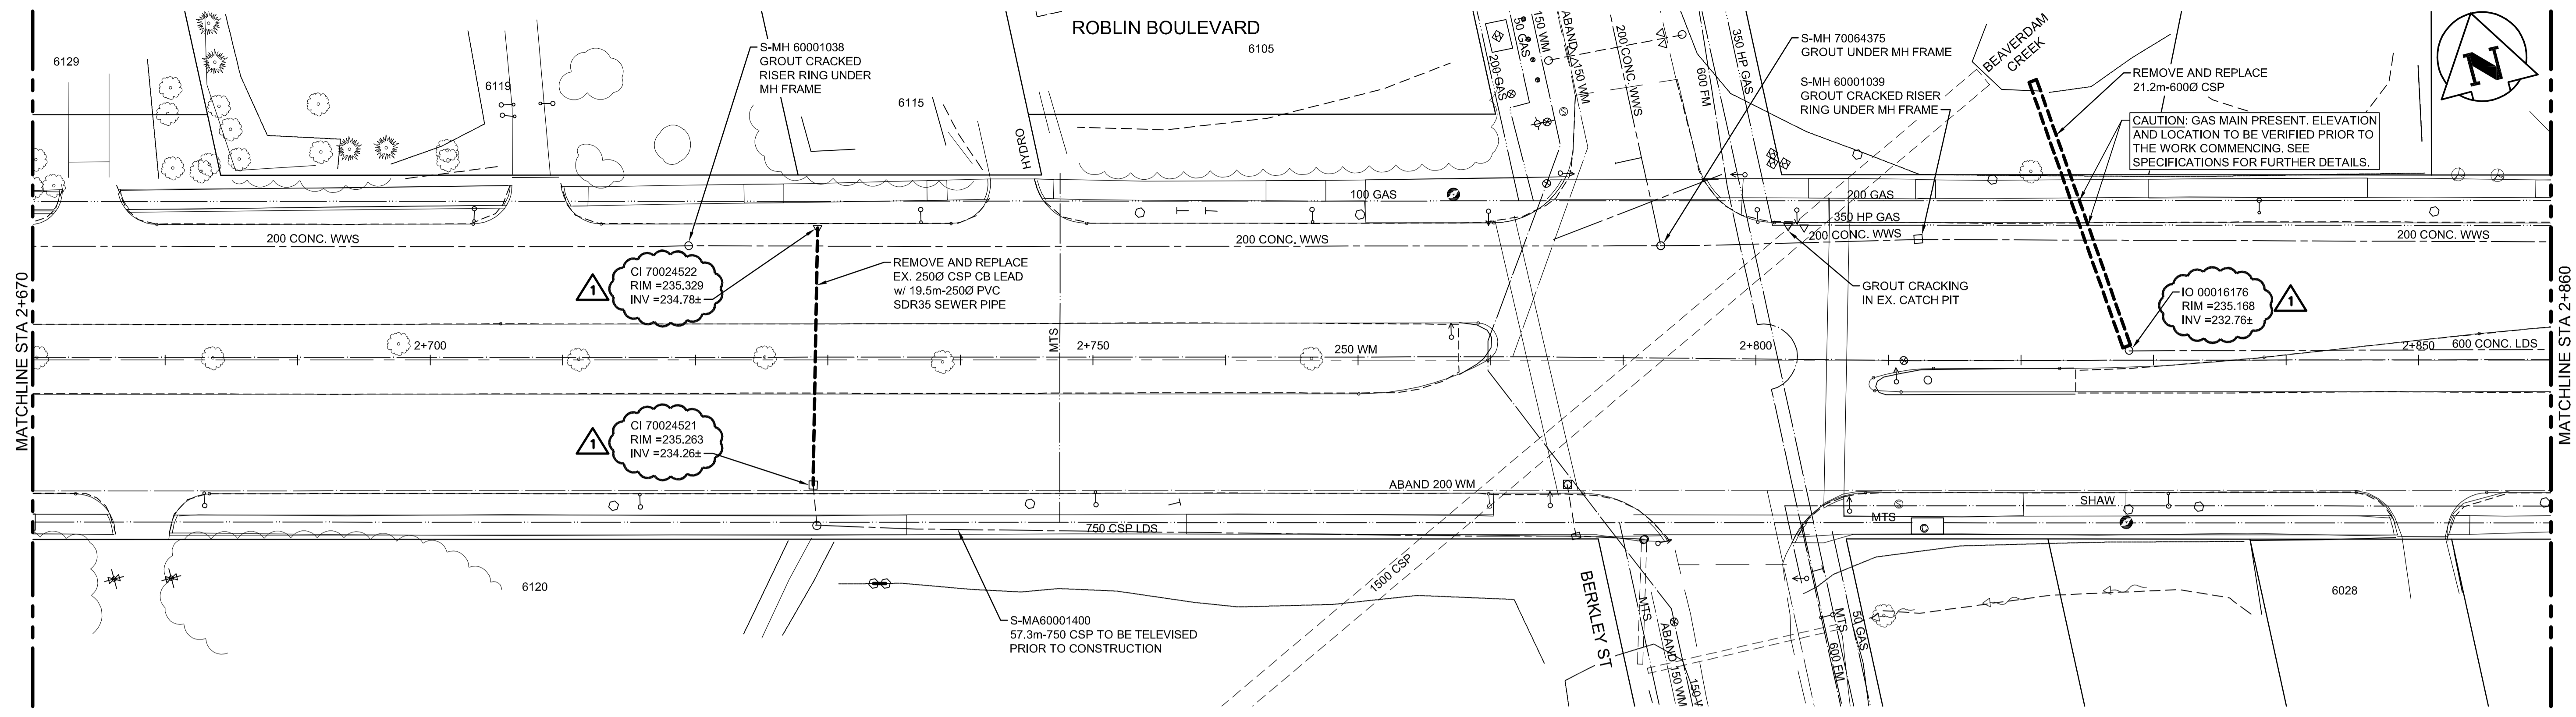 ROBLIN BOULEVARD
6105
6129
6119
6115
S-MH 60001038
GROUT CRACKED
RISER RING UNDER
MH FRAME
HYDRO
200 GAS
50 GAS
150 WM
ABAND
150 WM
200 CONC. WWS
600 FM
350 HP GAS
S-MH 70064375
GROUT UNDER MH FRAME
S-MH 60001039
GROUT CRACKED RISER
RING UNDER MH FRAME
BEAVERDAM
CREEK
REMOVE AND REPLACE
21.2m-600Ø CSP
CAUTION: GAS MAIN PRESENT. ELEVATION
AND LOCATION TO BE VERIFIED PRIOR TO
THE WORK COMMENCING. SEE
SPECIFICATIONS FOR FURTHER DETAILS.
N
100 GAS
200 GAS
350 HP GAS
200 CONC. WWS
200 CONC. WWS
200 CONC. WWS
200 CONC. WWS
MATCHLINE STA 2+670
1
CI 70024522
RIM =235.329
INV =234.78±
REMOVE AND REPLACE
EX. 250Ø CSP CB LEAD
w/ 19.5m-250Ø PVC
SDR35 SEWER PIPE
GROUT CRACKING
IN EX. CATCH PIT
IO 00016176
RIM =235.168
INV =232.76±
1
MATCHLINE STA 2+860
MTS
2+700
2+750
250 WM
2+800
2+850
600 CONC. LDS
1
CI 70024521
RIM =235.263
INV =234.26±
ABAND 200 WM
SHAW
MTS
750 CSP LDS
1500 CSP
6120
S-MA60001400
57.3m-750 CSP TO BE TELEVISED
PRIOR TO CONSTRUCTION
BERKLEY ST
MTS
ABAND 150 WM
MTS
600 FM
50 GAS
6028